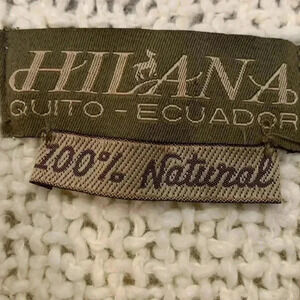 HILANA
QUITO - ECUADOR
100% Natural